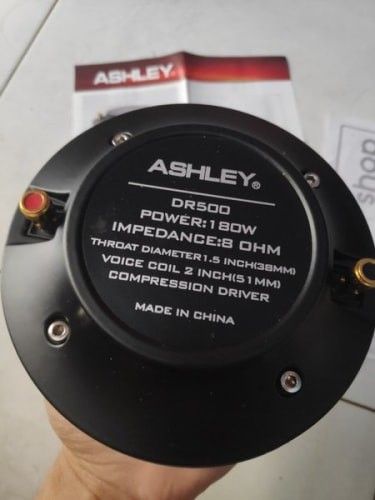 ASHLEY®
ASHLEY®
DR500
POWER:180W
IMPEDANCE:8 OHM
THROAT DIAMETER1.5 INCH(38MM)
VOICE COIL 2 INCH(51MM)
COMPRESSION DRIVER
MADE IN CHINA
shop